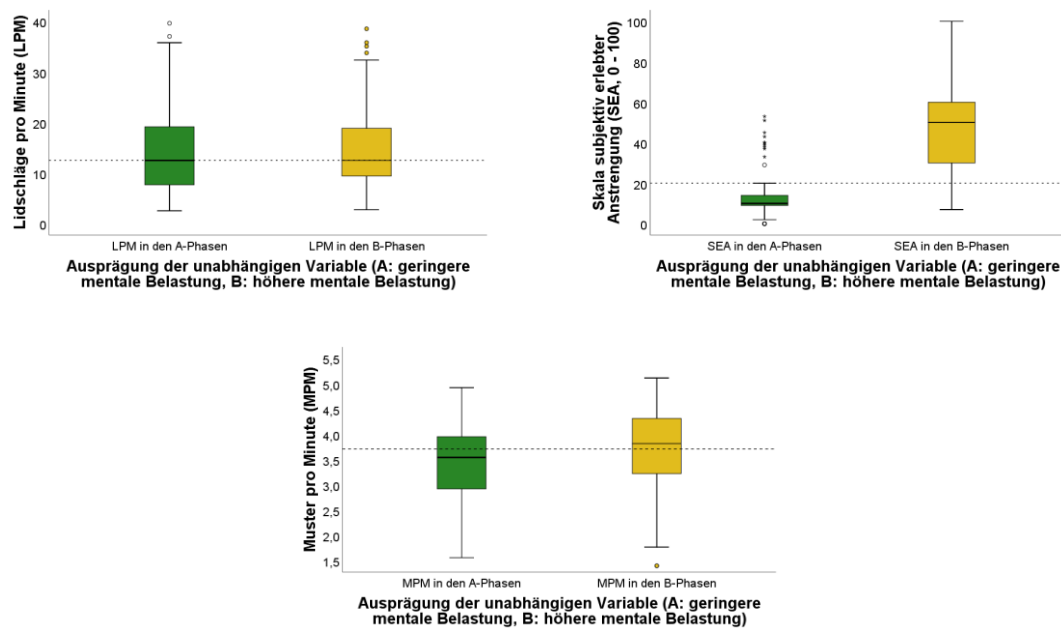 Lidschläge pro Minute (LPM)
40
30
20
10
0
LPM in den A-Phasen
LPM in den B-Phasen
Ausprägung der unabhängigen Variable (A: geringere
mentale Belastung, B: höhere mentale Belastung)
Skala subjektiv erlebter
Anstrengung (SEA, 0 - 100)
100
80
60
40
20
0
SEA in den A-Phasen
SEA in den B-Phasen
Ausprägung der unabhängigen Variable (A: geringere
mentale Belastung, B: höhere mentale Belastung)
Muster pro Minute (MPM)
5,5
5,0
4,5
4,0
3,5
3,0
2,5
2,0
1,5
MPM in den A-Phasen
MPM in den B-Phasen
Ausprägung der unabhängigen Variable (A: geringere
mentale Belastung, B: höhere mentale Belastung)